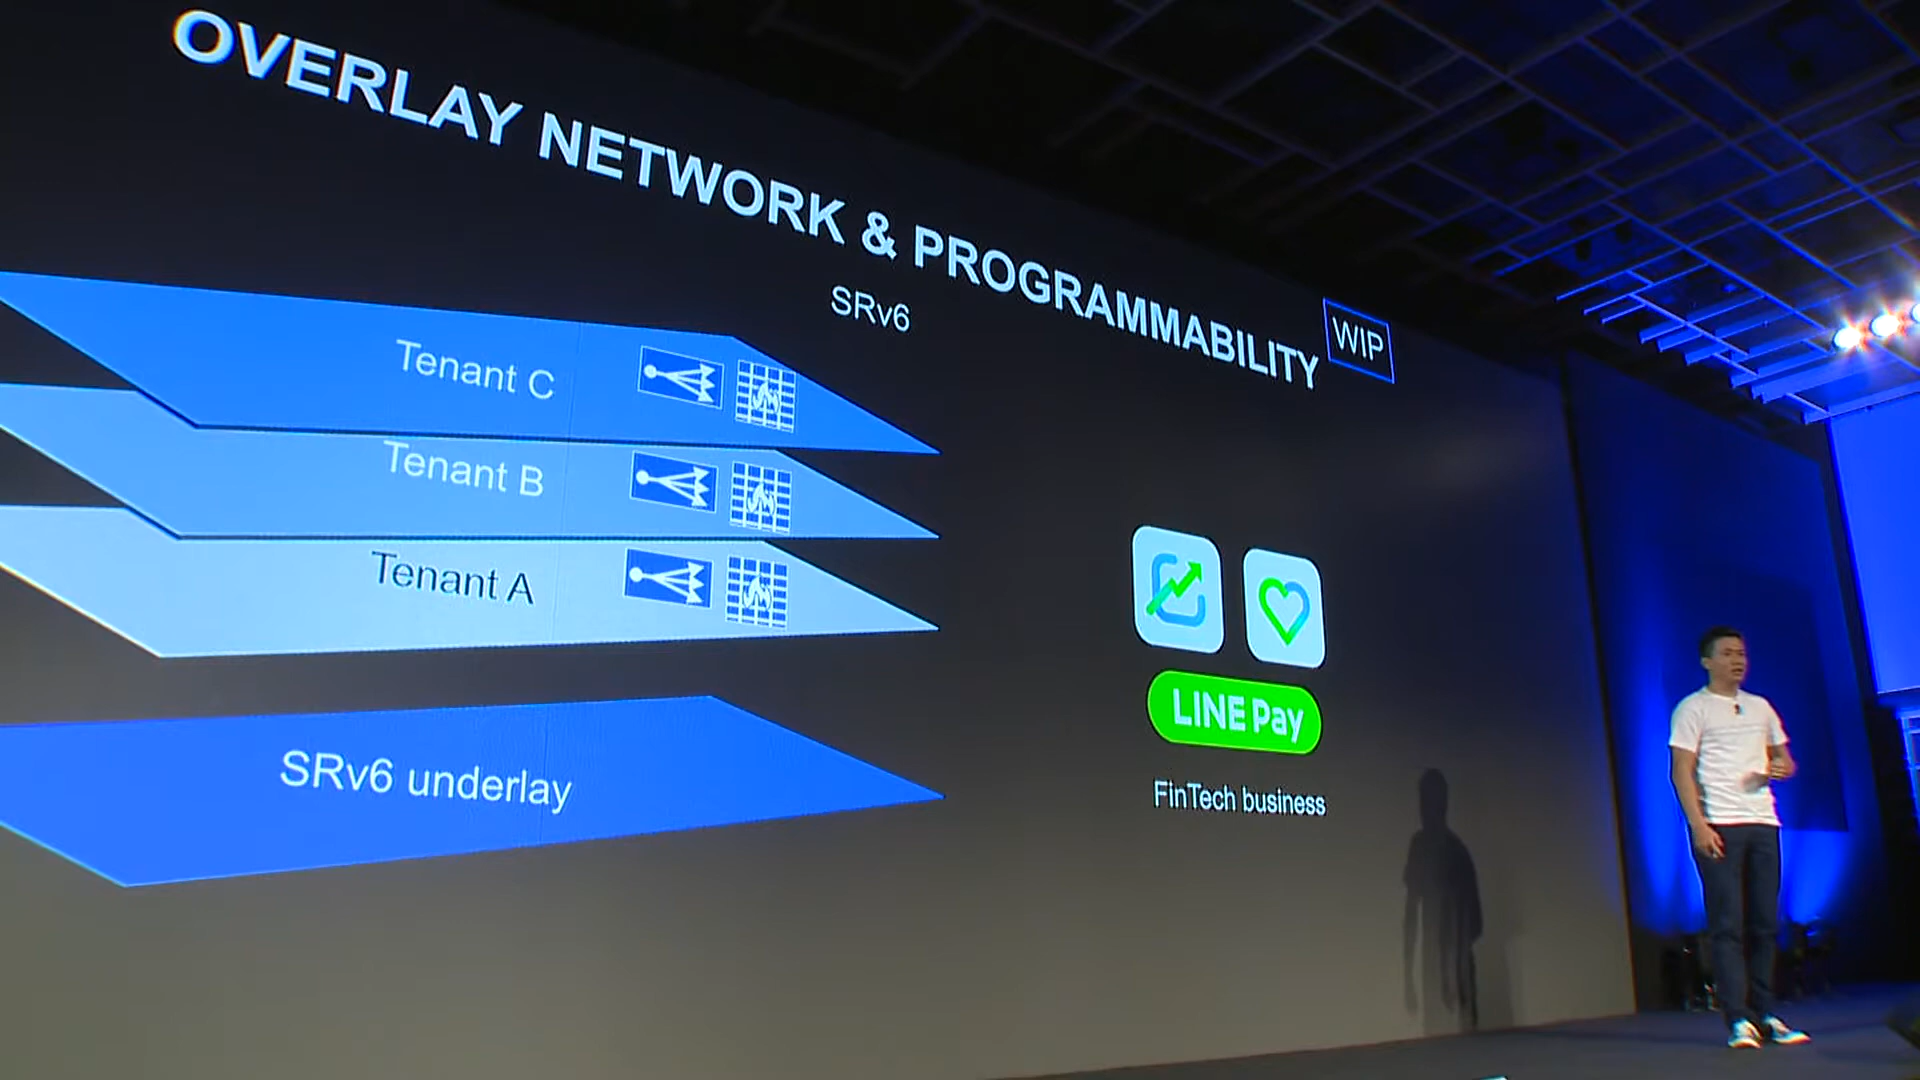 OVERLAY NETWORK & PROGRAMMABILITY WIP
SRv6
Tenant C
Tenant B
Tenant A
SRv6 underlay
LINE Pay
FinTech business